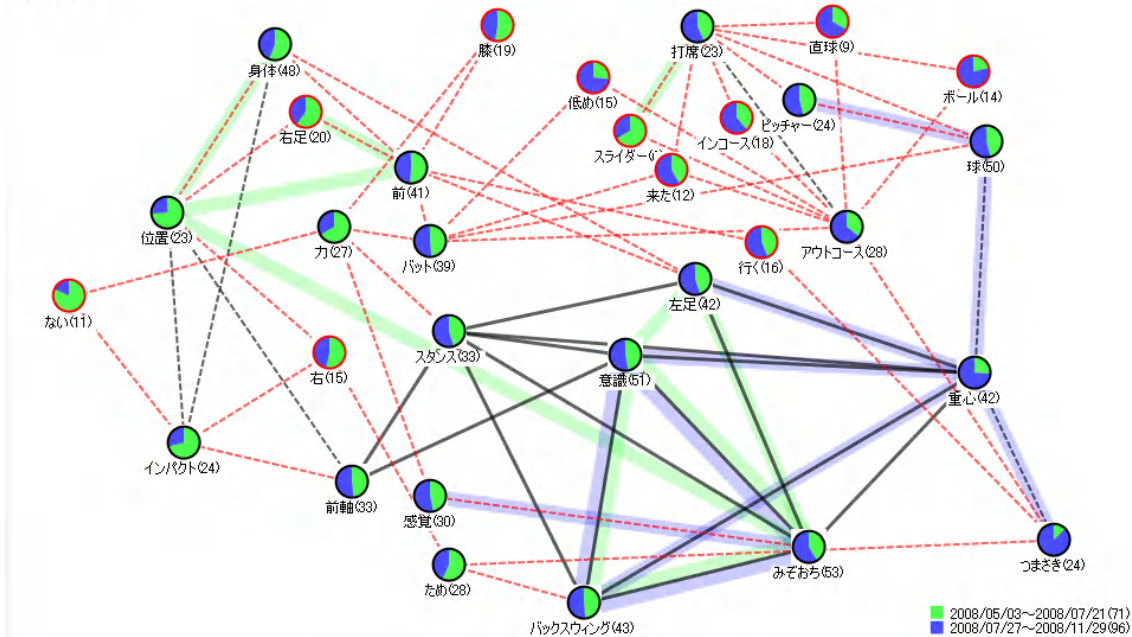 膝(19)
打席(23)
直球(9)
身体(48)
低め(15)
ボール(14)
右足(20)
ピッチャー(24)
インコース(18)
スライダー(
球(50)
前(41)
来た(12)
位置(23)
力(27)
バット(39)
行く(16)
アウトコース(28)
左足(42)
ない(11)
スタンス(33)
右(15)
意識(51)
重心(42)
インパクト(24)
前軸(33)
感覚(30)
みぞおち(53)
つまさき(24)
ため(28)
バックスウィング(43)
2008/05/03～2008/07/21(71)
2008/07/27～2008/11/29(96)